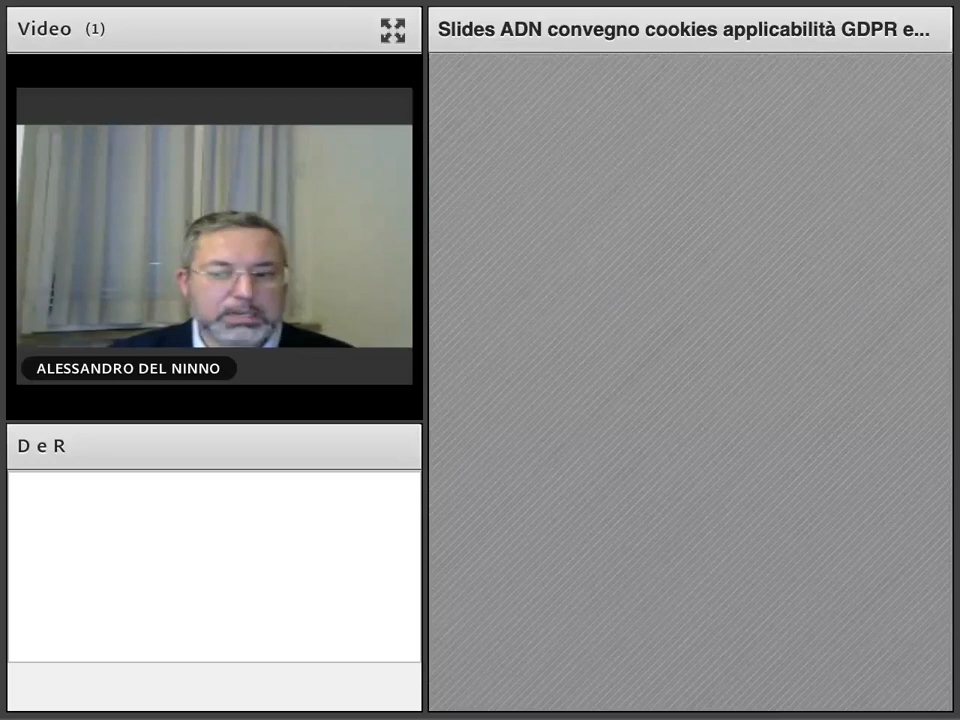 Video (1)
Slides ADN convegno cookies applicabilità GDPR e...
ALESSANDRO DEL NINNO
D e R